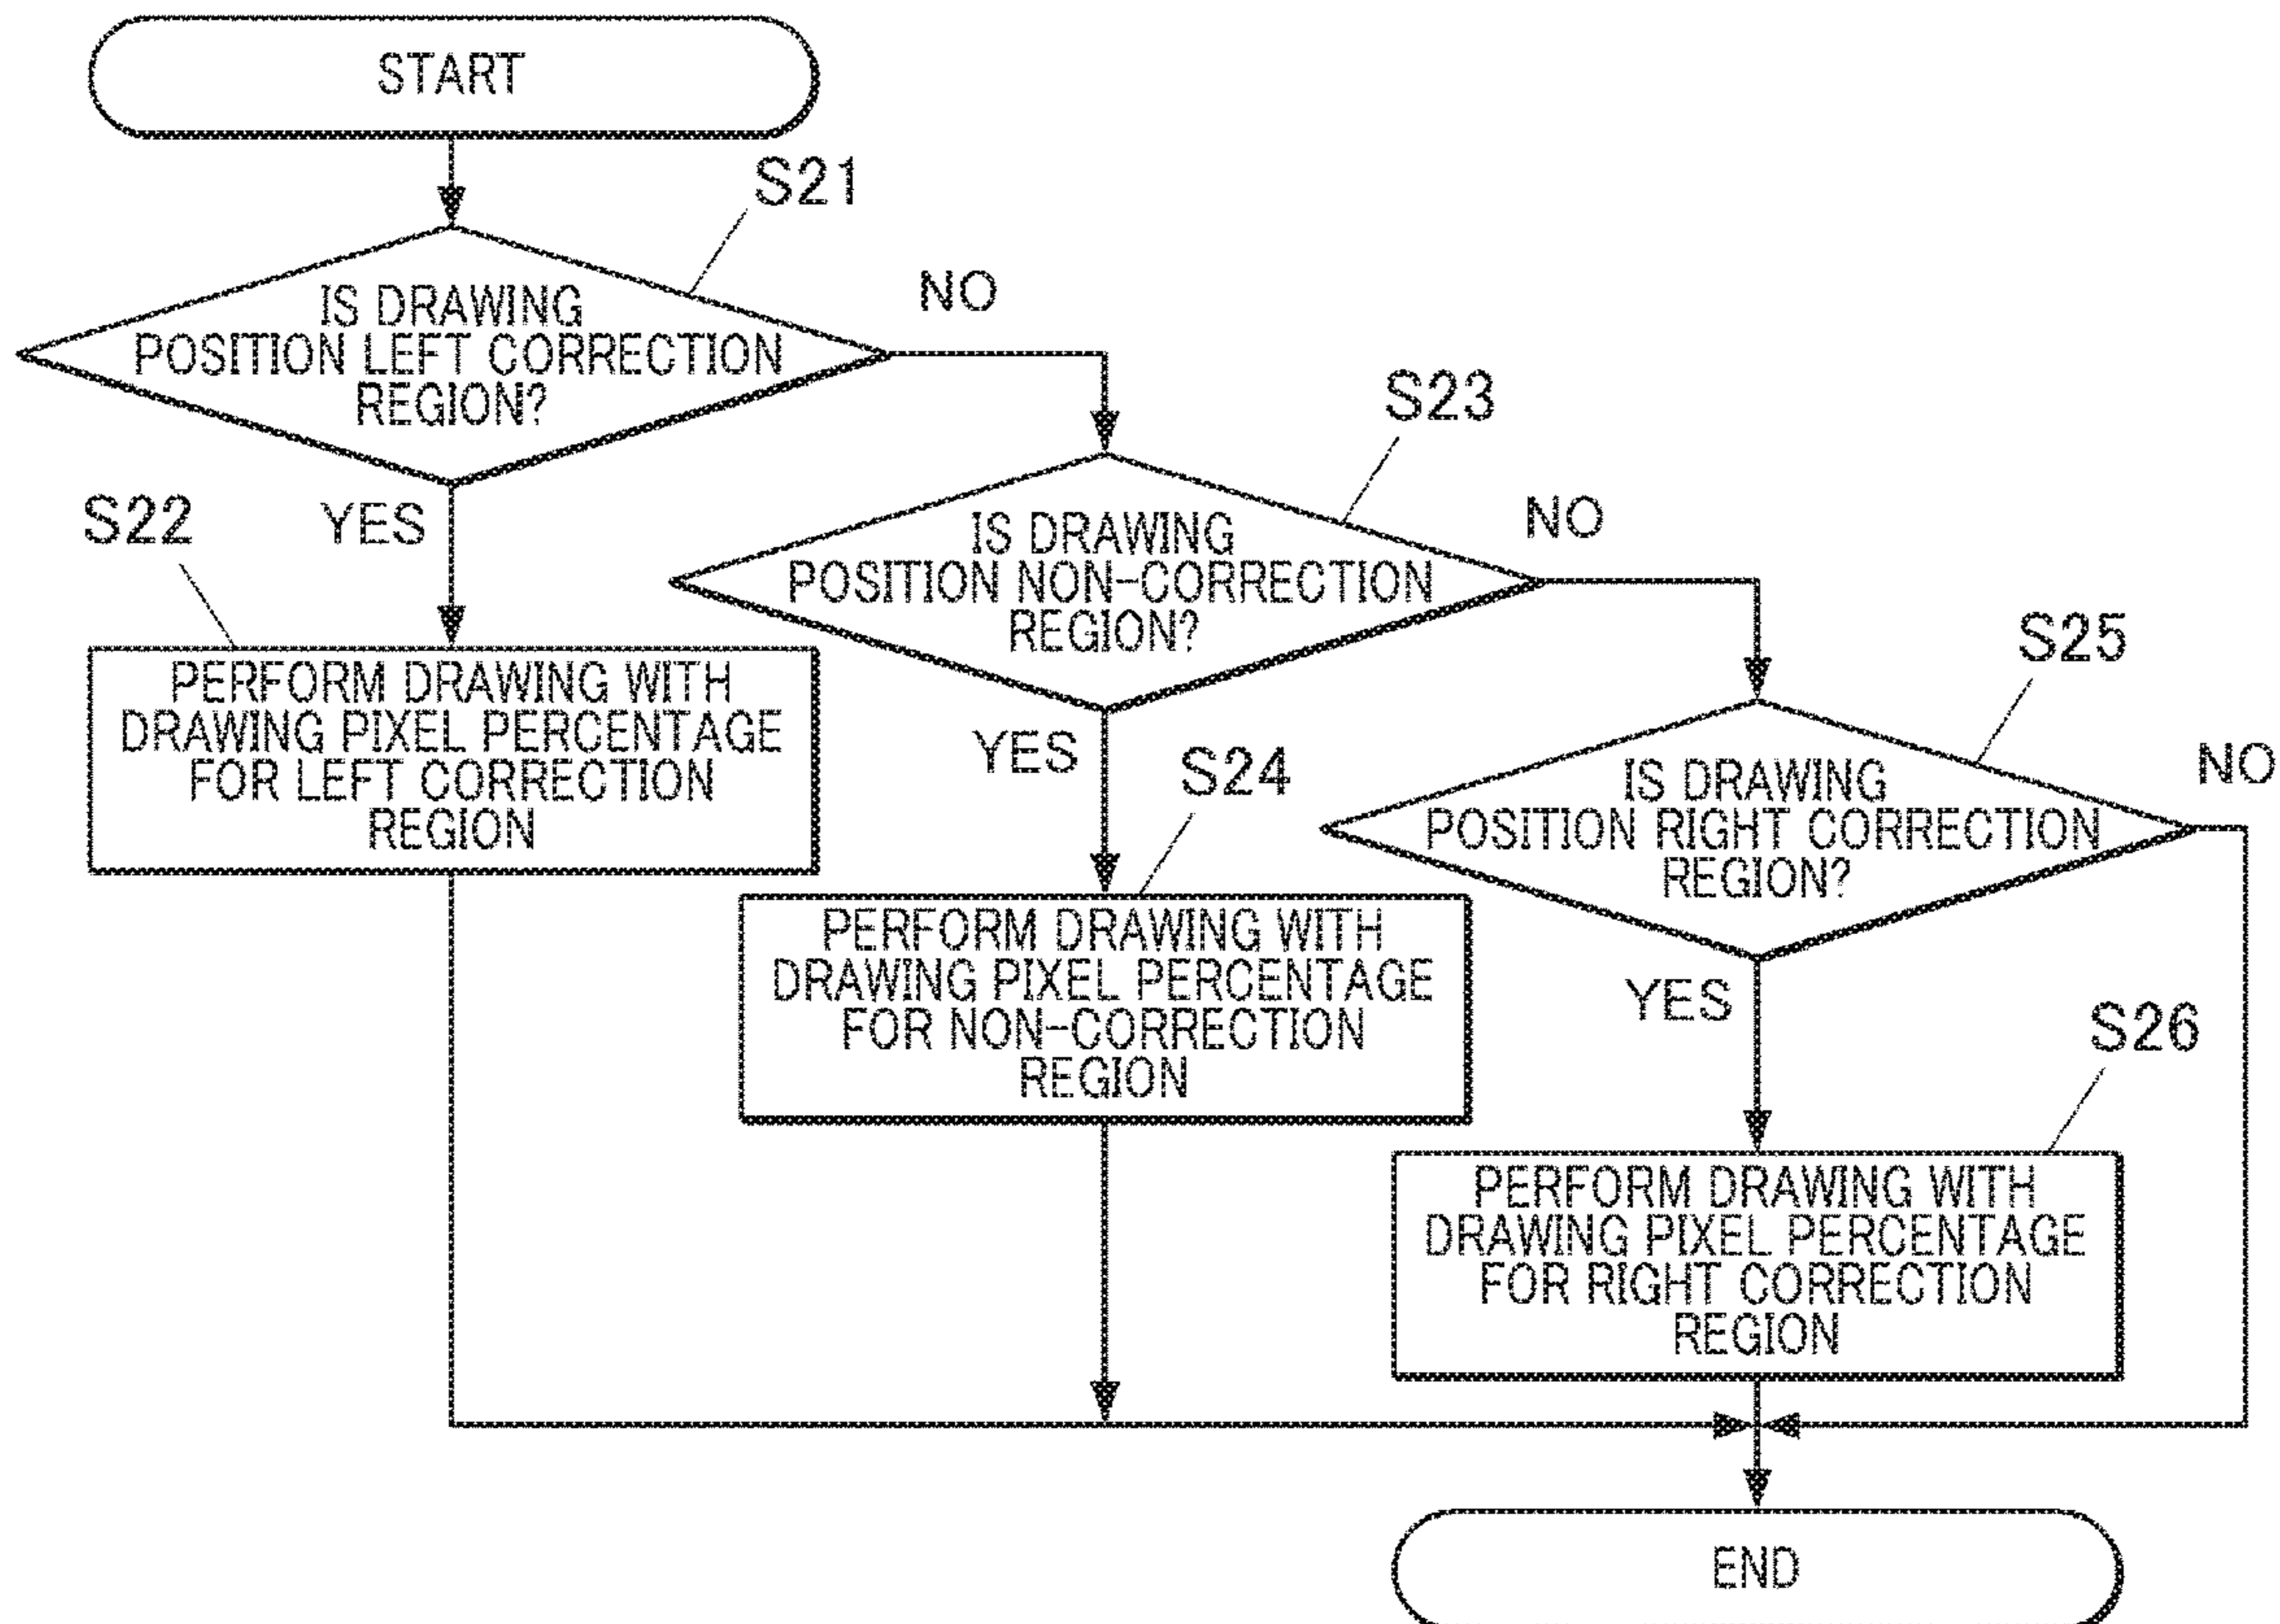 START
S21
IS DRAWING
POSITION LEFT CORRECTION
REGION?
NO
YES
S22
PERFORM DRAWING WITH
DRAWING PIXEL PERCENTAGE
FOR LEFT CORRECTION
REGION
S23
IS DRAWING
POSITION NON-CORRECTION
REGION?
NO
YES
S24
PERFORM DRAWING WITH
DRAWING PIXEL PERCENTAGE
FOR NON-CORRECTION
REGION
S25
IS DRAWING
POSITION RIGHT CORRECTION
REGION?
NO
YES
S26
PERFORM DRAWING WITH
DRAWING PIXEL PERCENTAGE
FOR RIGHT CORRECTION
REGION
END